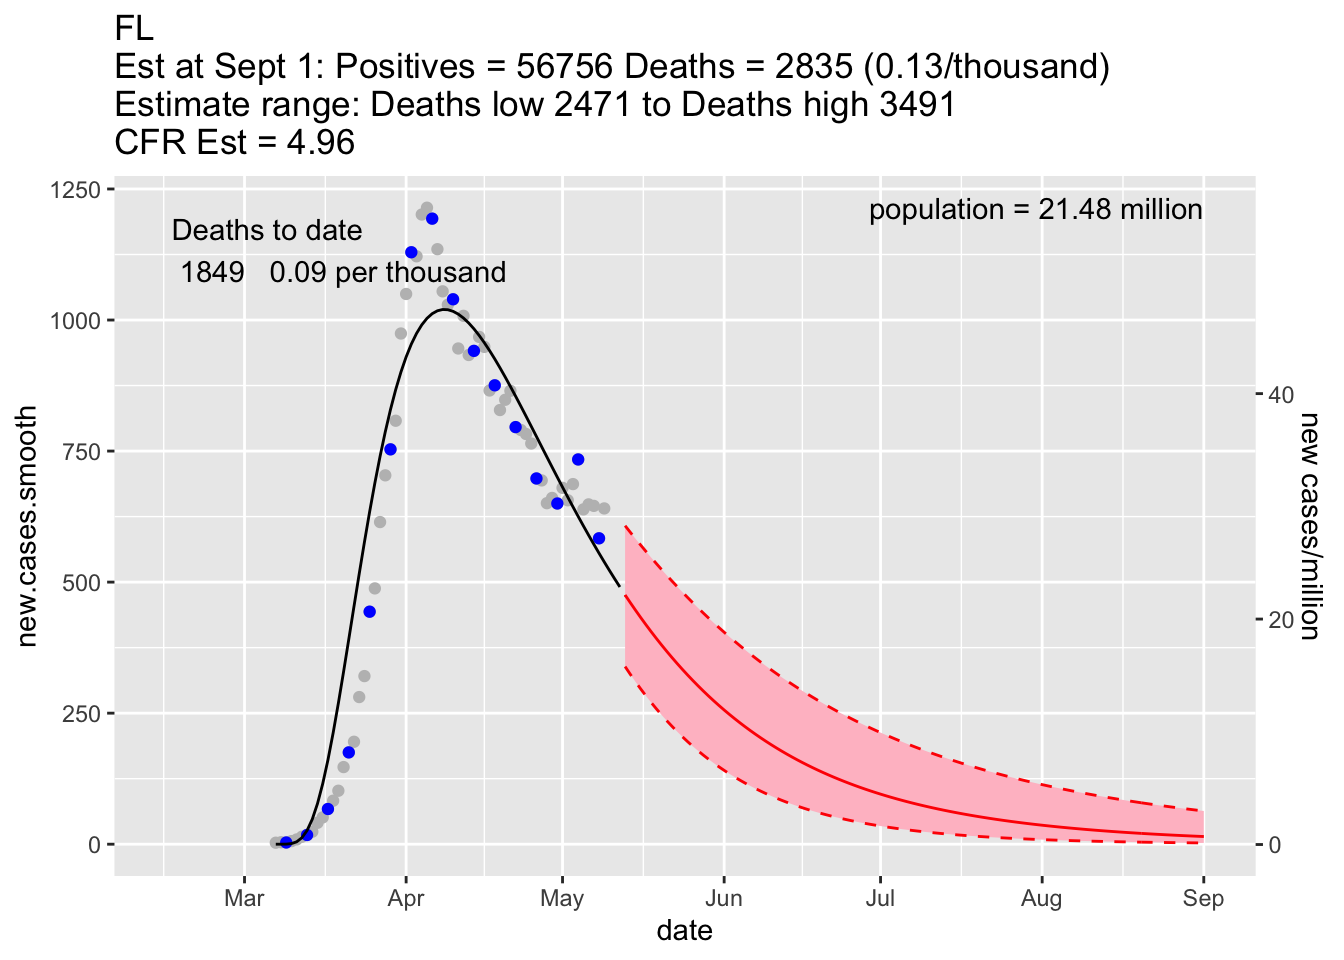 FL
Est at Sept 1: Positives = 56756 Deaths = 2835 (0.13/thousand)
Estimate range: Deaths low 2471 to Deaths high 3491
CFR Est = 4.96
Deaths to date
1849 0.09 per thousand
population = 21.48 million
1250
1000
750
500
250
0
new.cases.smooth
40
20
0
new cases/million
Mar Apr May Jun Jul Aug Sep
date